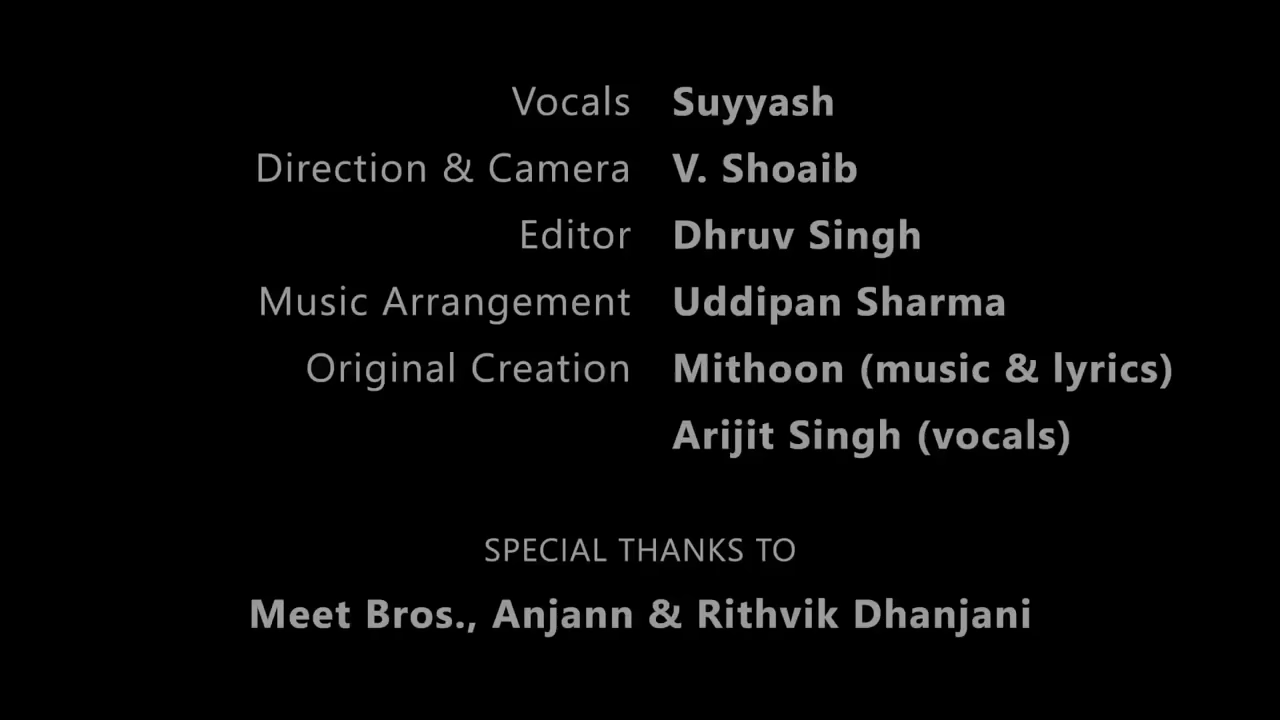 Vocals Suyyash
Direction & Camera V. Shoaib
Editor Dhruv Singh
Music Arrangement Uddipan Sharma
Original Creation Mithoon (music & lyrics)
Arijit Singh (vocals)
SPECIAL THANKS TO
Meet Bros., Anjann & Rithvik Dhanjani